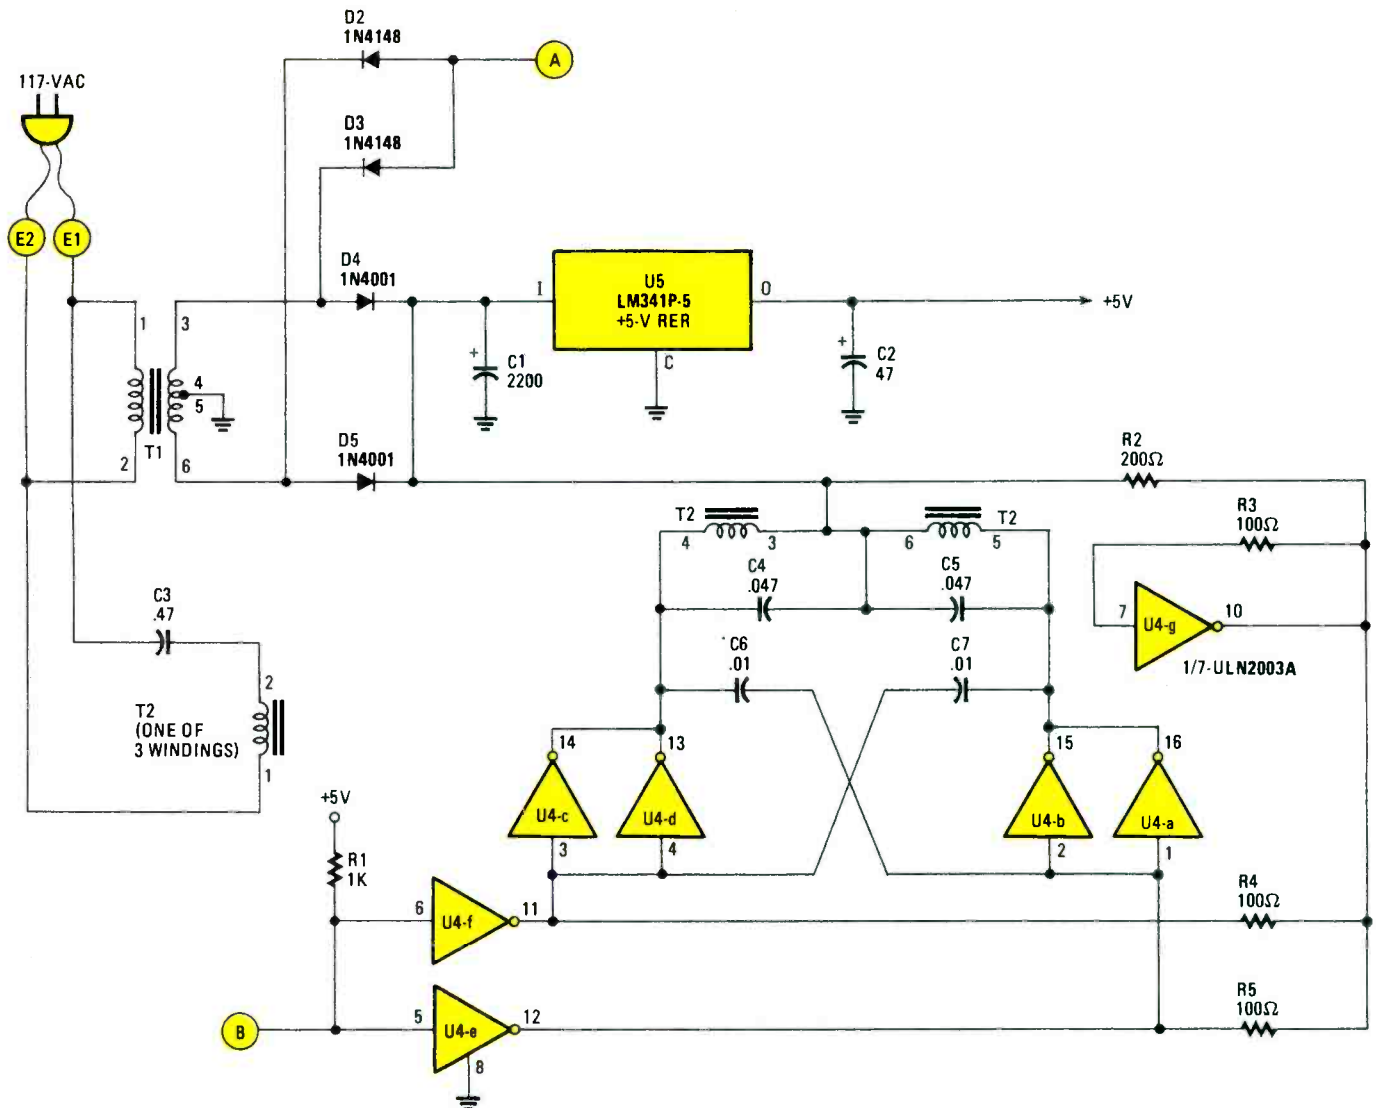 D2
1N4148
A
117-VAC
D3
1N4148
E2
E1
D4
1N4001
I
U5
LM341P-5
+5-V RER
O
+5V
C
1
3
+
C1
2200
+
C2
47
4
5
T1
2
6
D5
1N4001
R2
200Ω
T2
4
3
6
5
T2
R3
100Ω
C4
.047
C5
.047
7
U4-g
10
1/7-ULN2003A
C3
.47
C6
.01
C7
.01
2
T2
(ONE OF
3 WINDINGS)
1
14
13
15
16
+5V
U4-c
U4-d
U4-b
U4-a
3
4
2
1
R1
1K
6
U4-f
11
R4
100Ω
B
5
U4-e
12
8
R5
100Ω